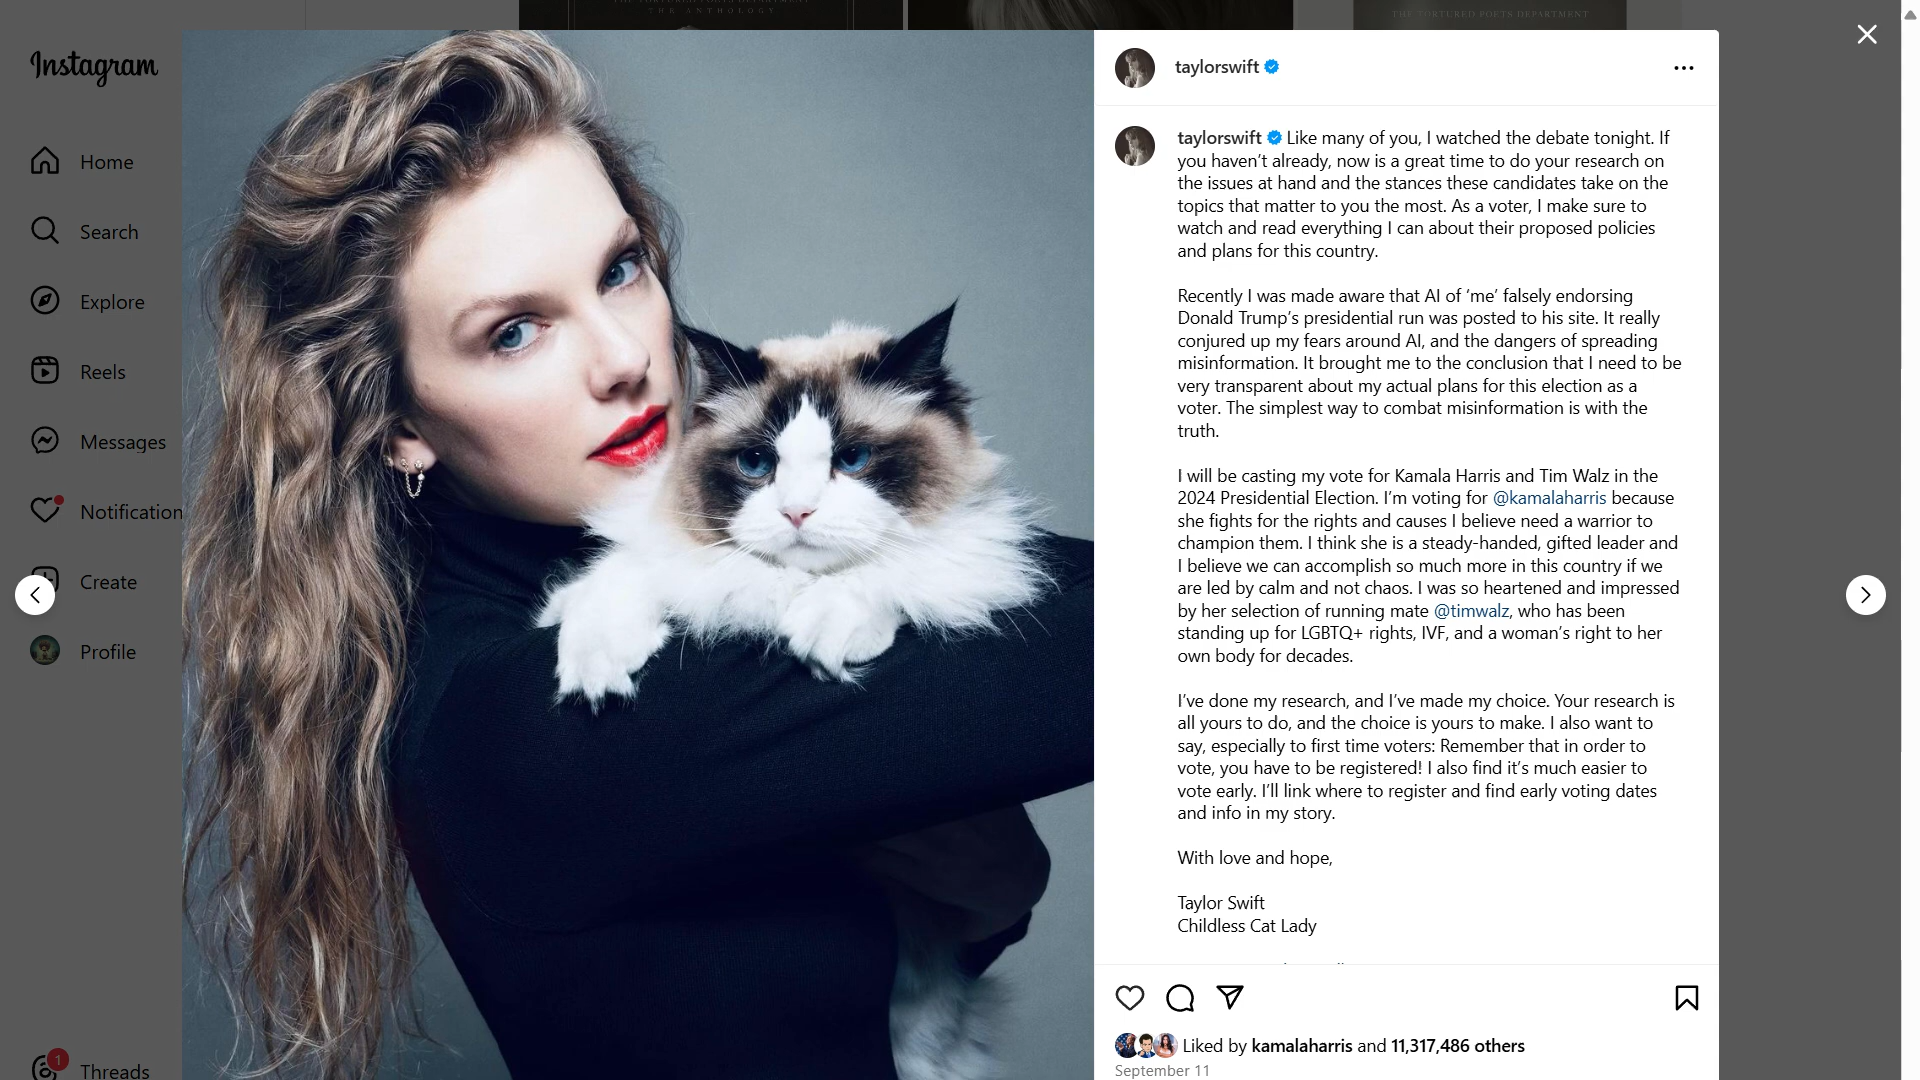 THE ANTHOLOGY
THE TORTURED POETS DEPARTMENT
Instagram
Home
Search
Explore
Reels
Messages
Notification
Create
Profile
1
Threads
taylorswift
taylorswift Like many of you, I watched the debate tonight. If
you haven’t already, now is a great time to do your research on
the issues at hand and the stances these candidates take on the
topics that matter to you the most. As a voter, I make sure to
watch and read everything I can about their proposed policies
and plans for this country.
Recently I was made aware that AI of ‘me’ falsely endorsing
Donald Trump’s presidential run was posted to his site. It really
conjured up my fears around AI, and the dangers of spreading
misinformation. It brought me to the conclusion that I need to be
very transparent about my actual plans for this election as a
voter. The simplest way to combat misinformation is with the
truth.
I will be casting my vote for Kamala Harris and Tim Walz in the
2024 Presidential Election. I’m voting for @kamalaharris because
she fights for the rights and causes I believe need a warrior to
champion them. I think she is a steady-handed, gifted leader and
I believe we can accomplish so much more in this country if we
are led by calm and not chaos. I was so heartened and impressed
by her selection of running mate @timwalz, who has been
standing up for LGBTQ+ rights, IVF, and a woman’s right to her
own body for decades.
I’ve done my research, and I’ve made my choice. Your research is
all yours to do, and the choice is yours to make. I also want to
say, especially to first time voters: Remember that in order to
vote, you have to be registered! I also find it’s much easier to
vote early. I’ll link where to register and find early voting dates
and info in my story.
With love and hope,
Taylor Swift
Childless Cat Lady
Liked by kamalaharris and 11,317,486 others
September 11